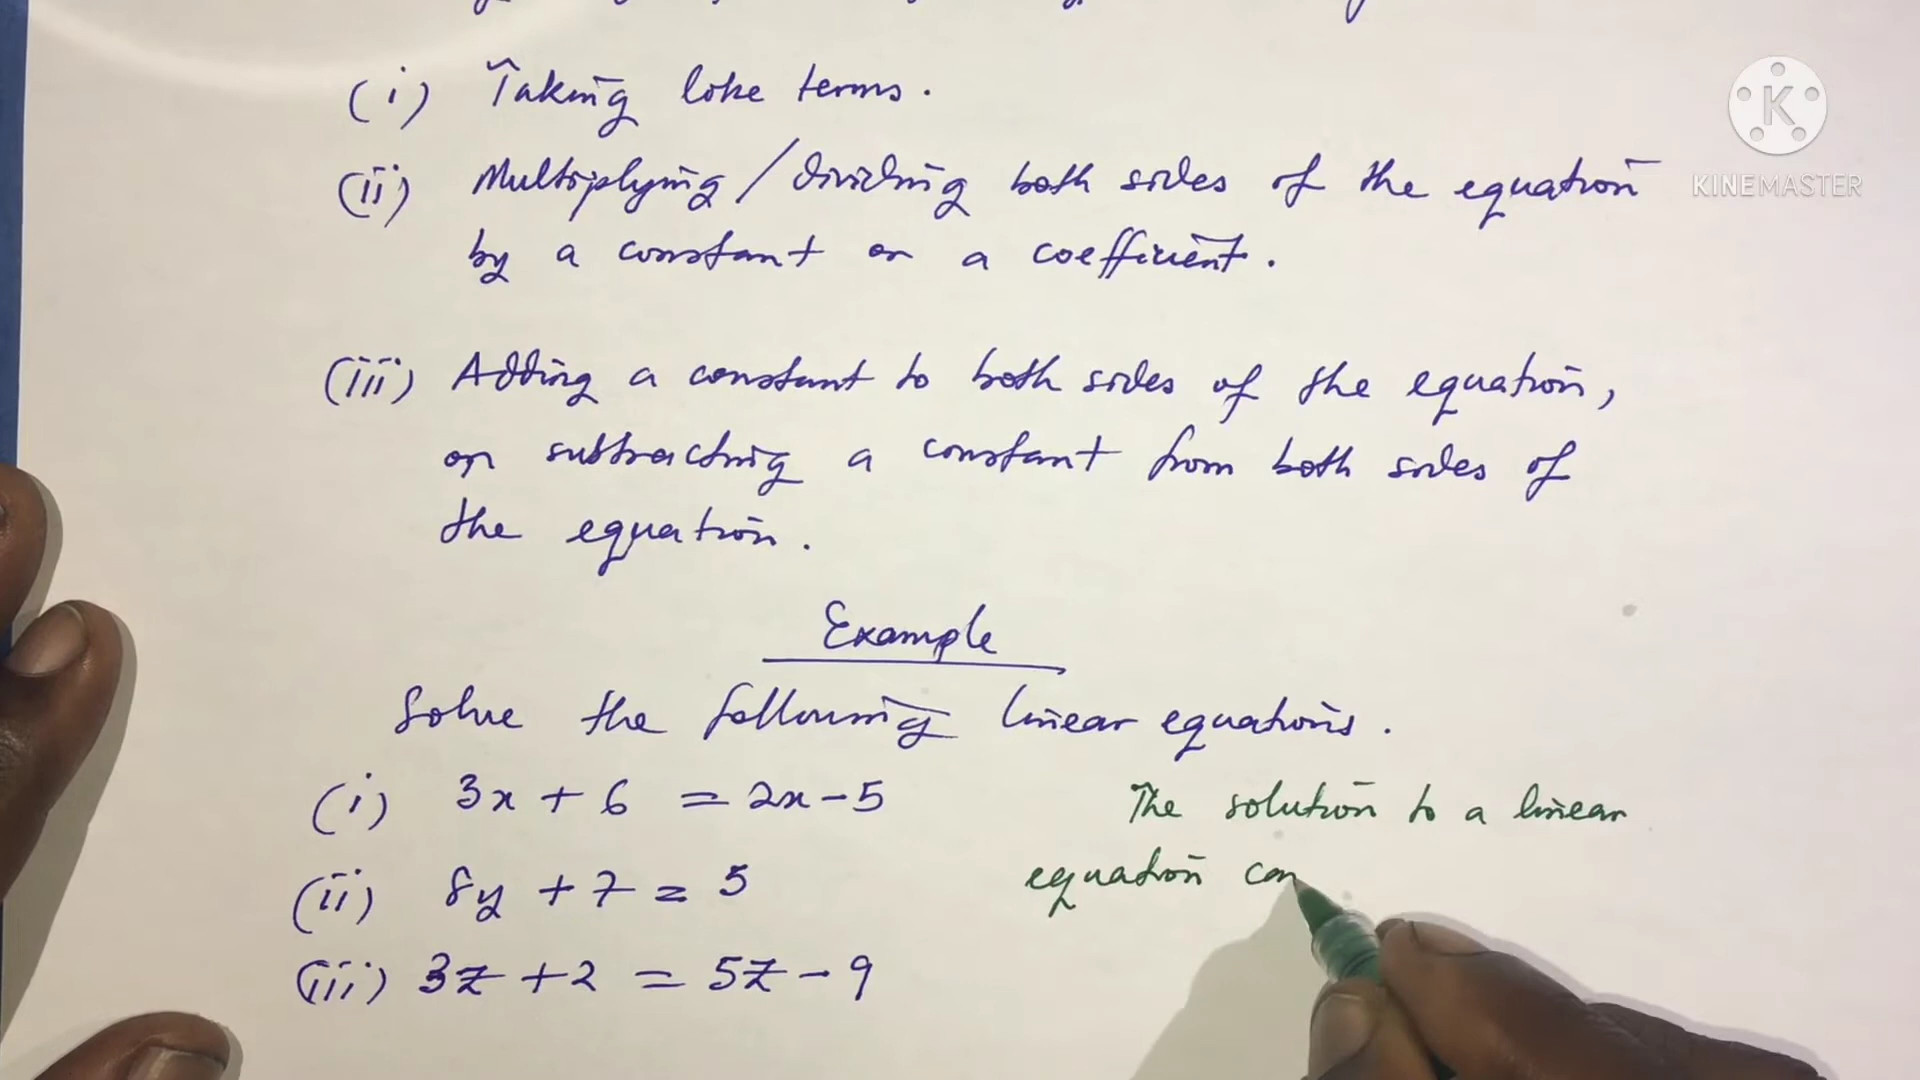 (i) Taking like terms.
(ii) Multiplying/dividing both sides of the equation
by a constant or a coefficient.
(iii) Adding a constant to both sides of the equation,
or subtracting a constant from both sides of
the equation.
Example
Solve the following linear equations.
(i) 3x + 6 = 2x - 5
(ii) 8y + 7 = 5
(iii) 3z + 2 = 5z - 9
The solution to a linear
equation can
K
KINEMASTER